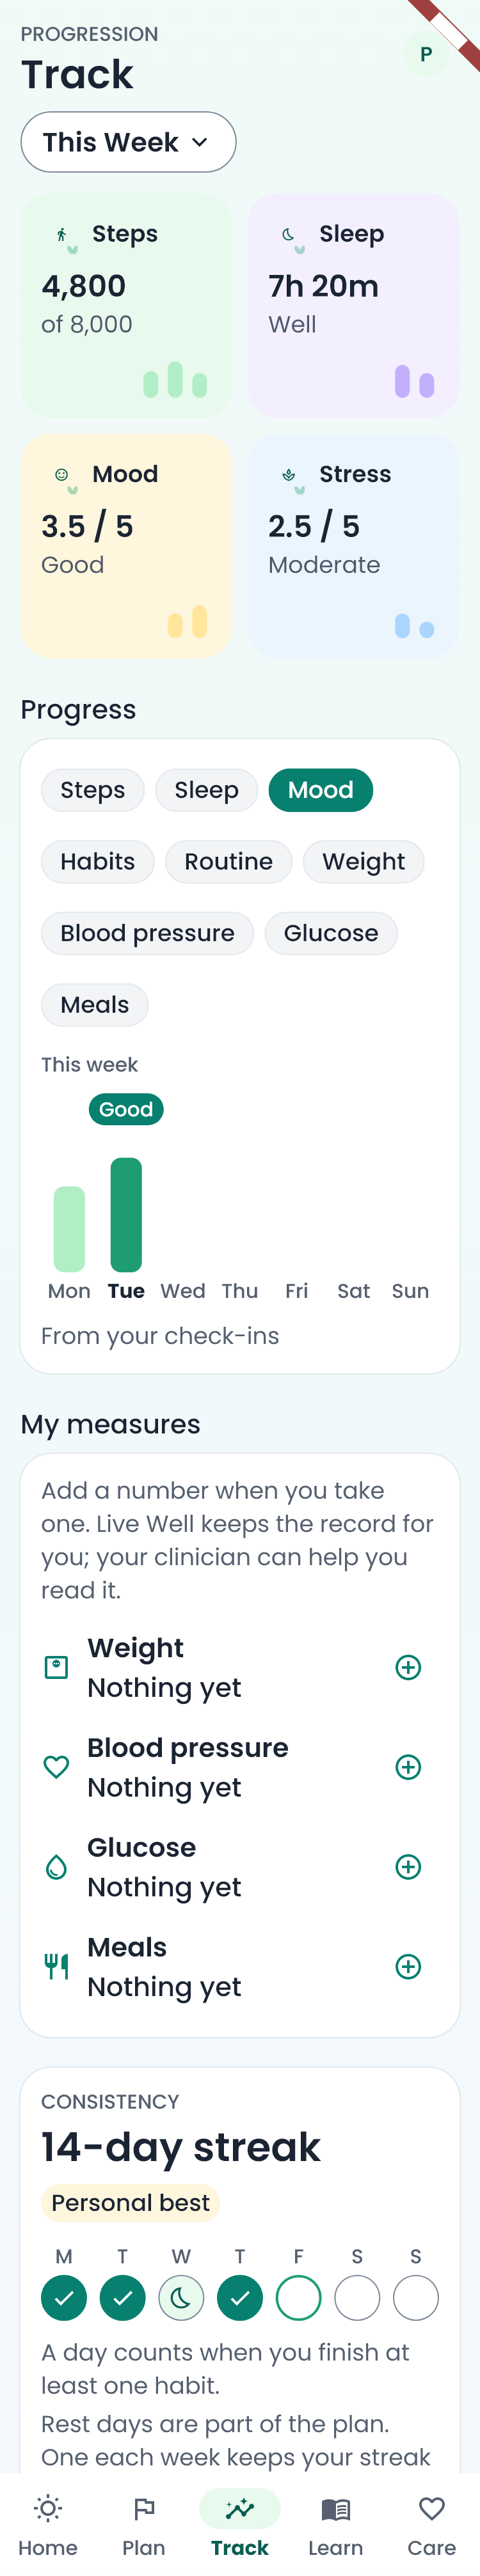 PROGRESSION
Track
P
This Week
Steps
4,800
of 8,000
Sleep
7h 20m
Well
Mood
3.5 / 5
Good
Stress
2.5 / 5
Moderate
Progress
Steps Sleep Mood
Habits Routine Weight
Blood pressure Glucose
Meals
This week
Good
Mon Tue Wed Thu Fri Sat Sun
From your check-ins
My measures
Add a number when you take
one. Live Well keeps the record for
you; your clinician can help you
read it.
Weight
Nothing yet
Blood pressure
Nothing yet
Glucose
Nothing yet
Meals
Nothing yet
CONSISTENCY
14-day streak
Personal best
M T W T F S S
A day counts when you finish at
least one habit.
Rest days are part of the plan.
One each week keeps your streak
Home Plan Track Learn Care